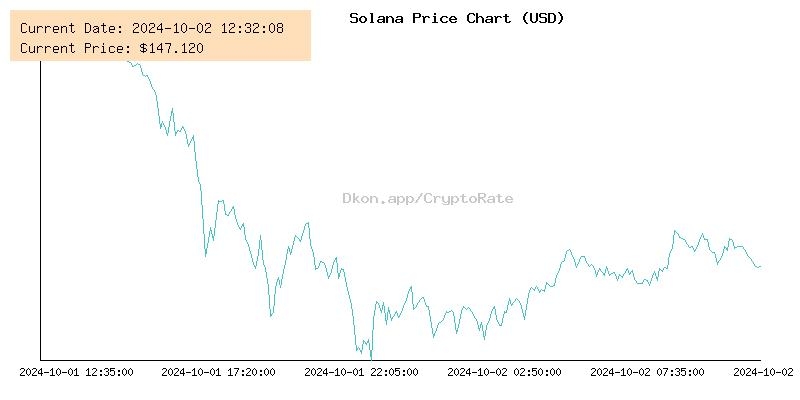 Solana Price Chart (USD)
Current Date: 2024-10-02 12:32:08
Current Price: $147.120
Dkon.app/CryptoRate
2024-10-01 12:35:00 2024-10-01 17:20:00 2024-10-01 22:05:00 2024-10-02 02:50:00 2024-10-02 07:35:00 2024-10-02